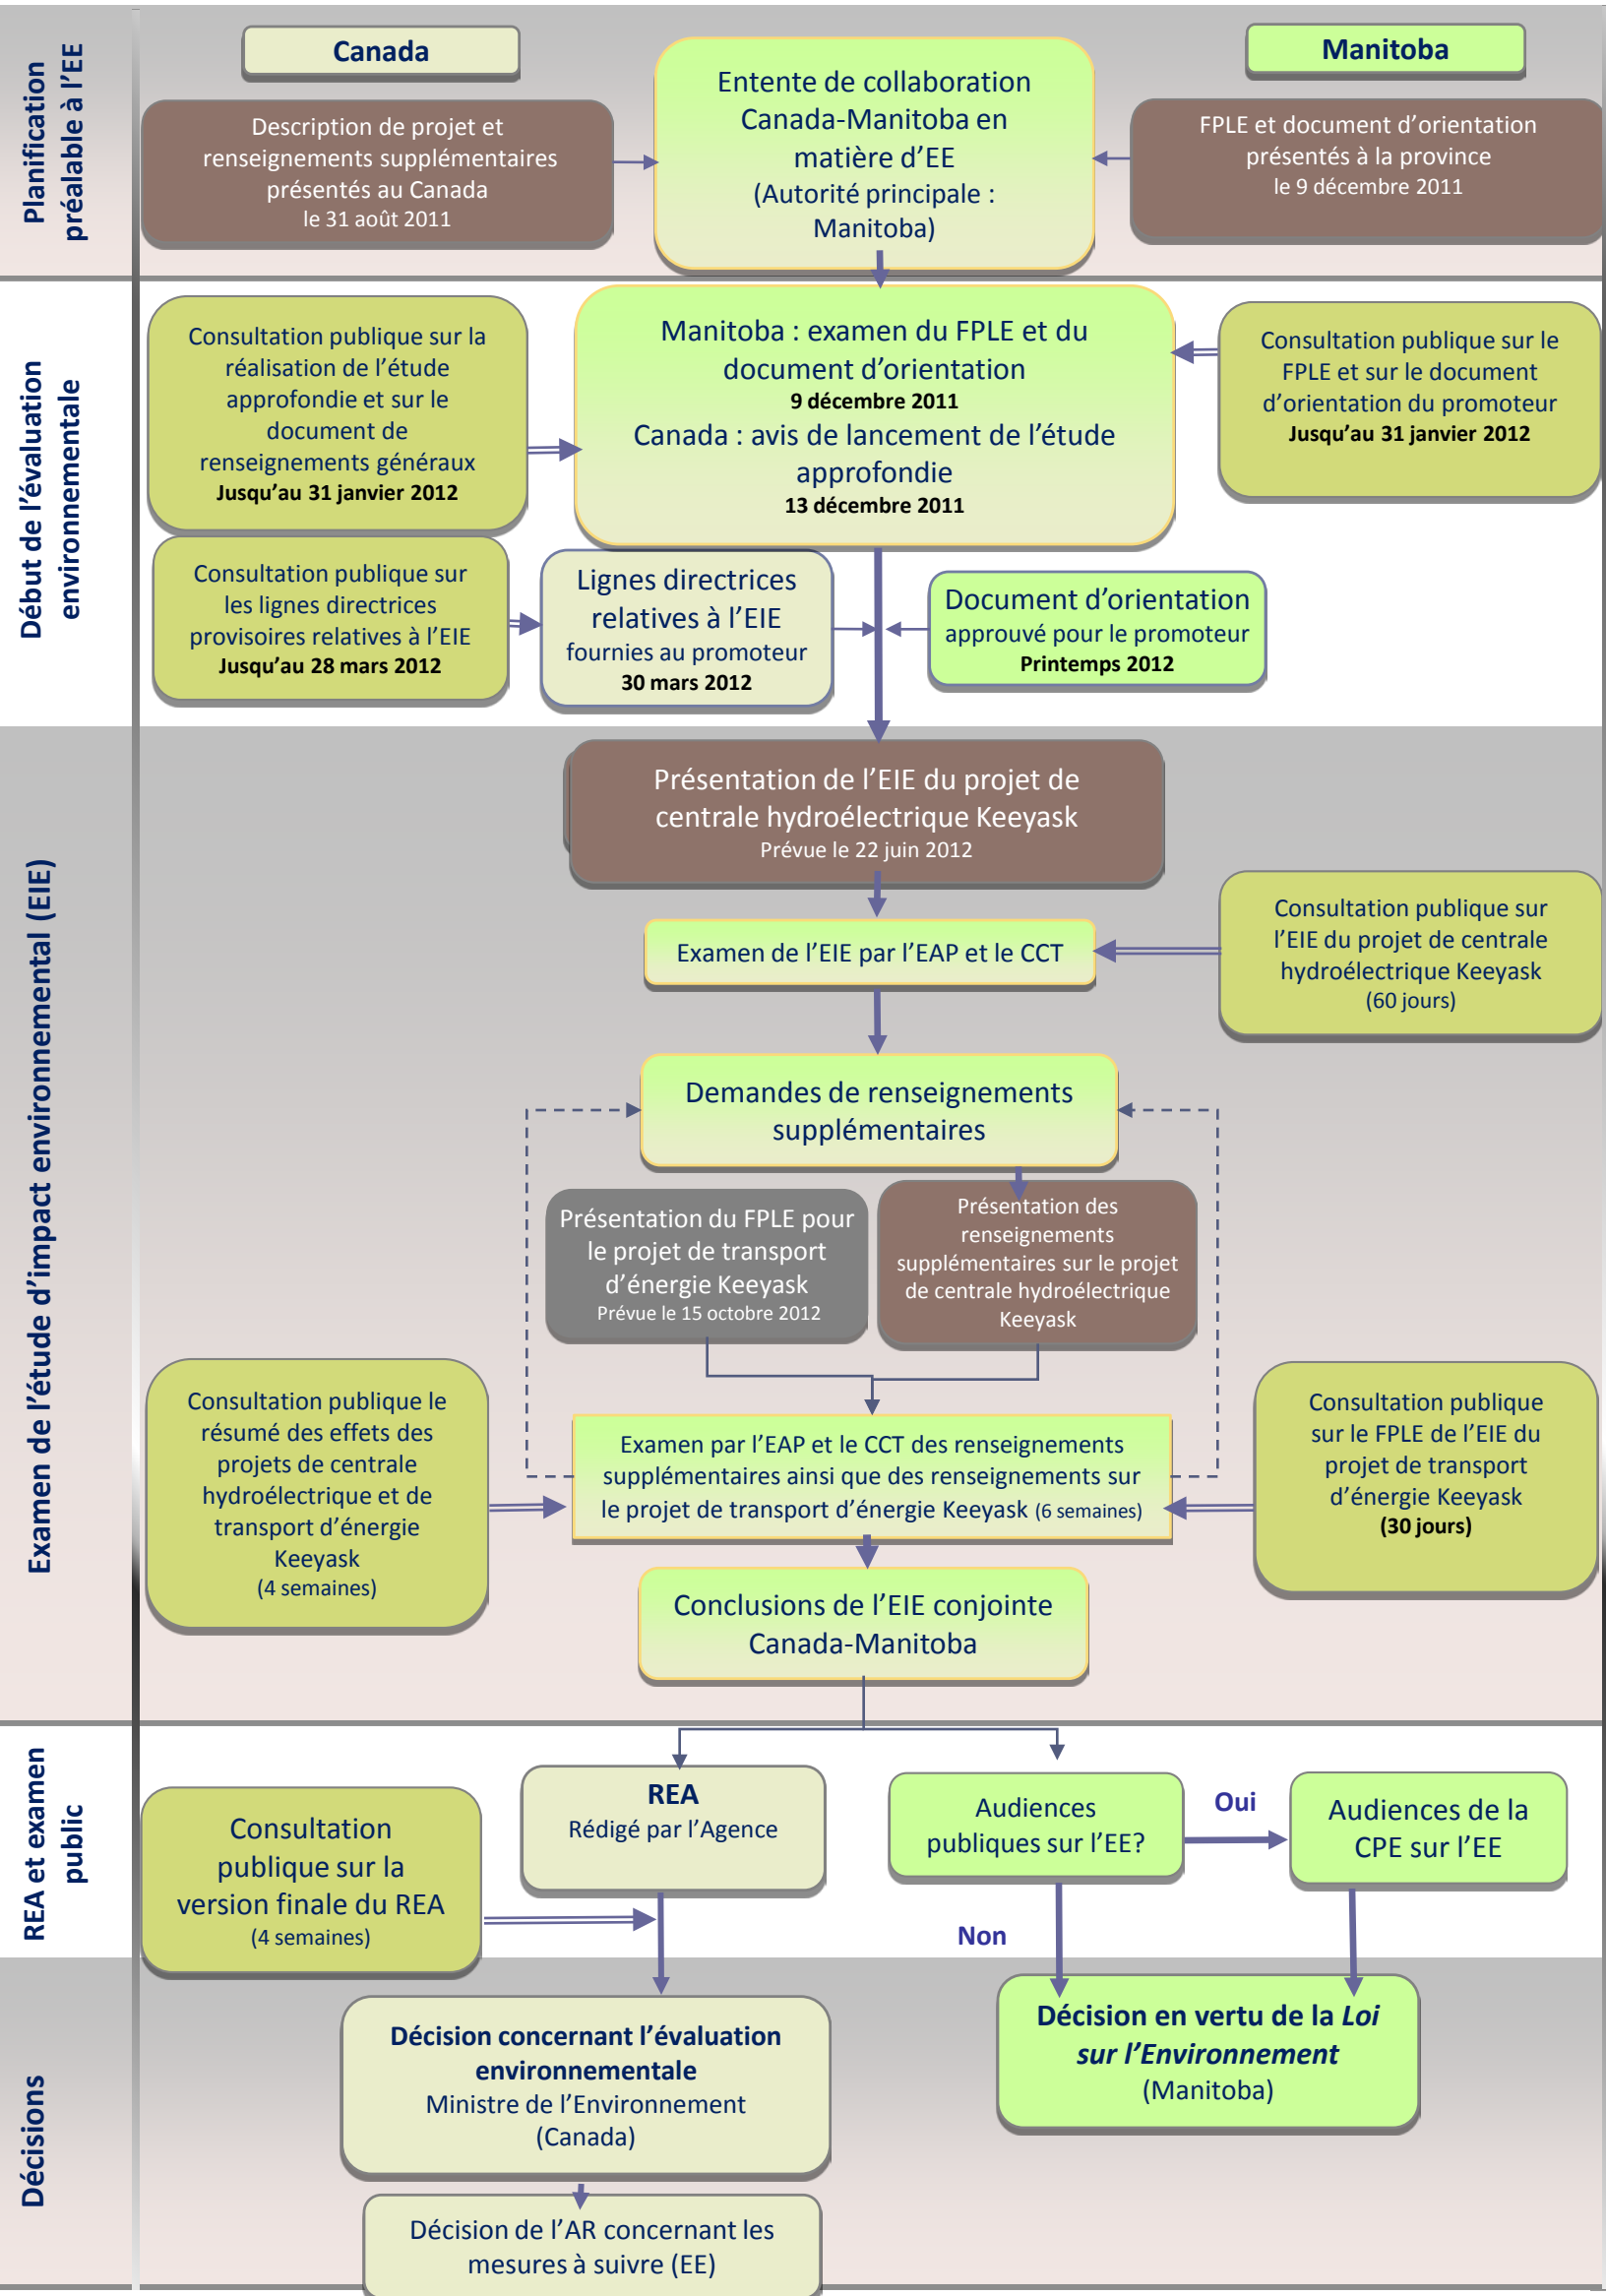 Planification
préalable à l’EE
Canada
Manitoba
Description de projet et
renseignements supplémentaires
présentés au Canada
le 31 août 2011
Entente de collaboration
Canada-Manitoba en
matière d’EE
(Autorité principale :
Manitoba)
FPLE et document d’orientation
présentés à la province
le 9 décembre 2011
Début de l’évaluation
environnementale
Consultation publique sur la
réalisation de l’étude
approfondie et sur le
document de
renseignements généraux
Jusqu’au 31 janvier 2012
Manitoba : examen du FPLE et du
document d’orientation
9 décembre 2011
Canada : avis de lancement de l’étude
approfondie
13 décembre 2011
Consultation publique sur le
FPLE et sur le document
d’orientation du promoteur
Jusqu’au 31 janvier 2012
Consultation publique sur
les lignes directrices
provisoires relatives à l’EIE
Jusqu’au 28 mars 2012
Lignes directrices
relatives à l’EIE
fournies au promoteur
30 mars 2012
Document d’orientation
approuvé pour le promoteur
Printemps 2012
Examen de l’étude d’impact environnemental (EIE)
Présentation de l’EIE du projet de
centrale hydroélectrique Keeyask
Prévue le 22 juin 2012
Examen de l’EIE par l’EAP et le CCT
Consultation publique sur
l’EIE du projet de centrale
hydroélectrique Keeyask
(60 jours)
Demandes de renseignements
supplémentaires
Présentation du FPLE pour
le projet de transport
d’énergie Keeyask
Prévue le 15 octobre 2012
Présentation des
renseignements
supplémentaires sur le projet
de centrale hydroélectrique
Keeyask
Consultation publique le
résumé des effets des
projets de centrale
hydroélectrique et de
transport d’énergie
Keeyask
(4 semaines)
Examen par l’EAP et le CCT des renseignements
supplémentaires ainsi que des renseignements sur
le projet de transport d’énergie Keeyask (6 semaines)
Consultation publique
sur le FPLE de l’EIE du
projet de transport
d’énergie Keeyask
(30 jours)
Conclusions de l’EIE conjointe
Canada-Manitoba
REA et examen
public
Consultation
publique sur la
version finale du REA
(4 semaines)
REA
Rédigé par l’Agence
Audiences
publiques sur l’EE?
Oui
Audiences de la
CPE sur l’EE
Non
Décisions
Décision concernant l’évaluation
environnementale
Ministre de l’Environnement
(Canada)
Décision en vertu de la Loi
sur l’Environnement
(Manitoba)
Décision de l’AR concernant les
mesures à suivre (EE)